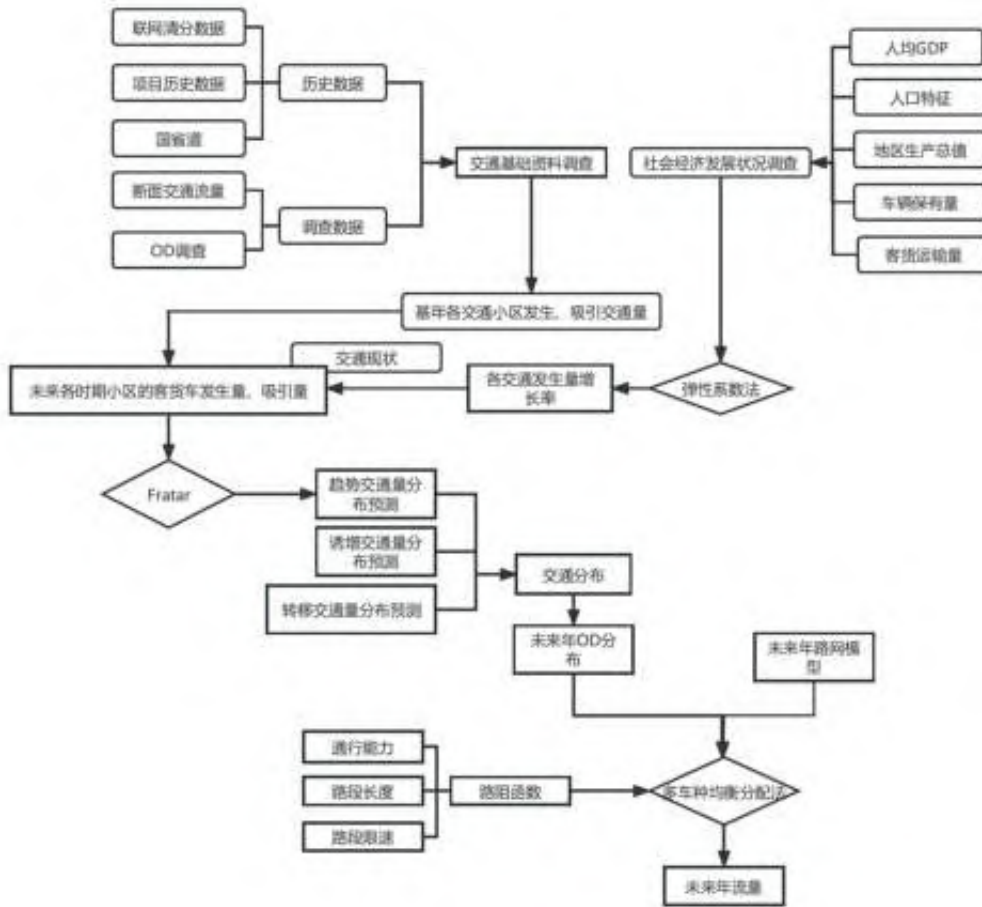 联网清分数据
项目历史数据
国省道
断面交通流量
OD调查
历史数据
调查数据
交通基础资料调查
社会经济发展状况调查
人均GDP
人口特征
地区生产总值
车辆保有量
客货运输量
基年各交通小区发生、吸引交通量
交通现状
未来各时期小区的客货车发生量、吸引量
各交通发生量增
长率
弹性系数法
Fratar
趋势交通量分
布预测
诱增交通量分
布预测
转移交通量分布预测
交通分布
未来年OD分
布
未来年路网模
型
通行能力
路段长度
路段限速
路阻函数
多车种均衡分配法
未来年流量